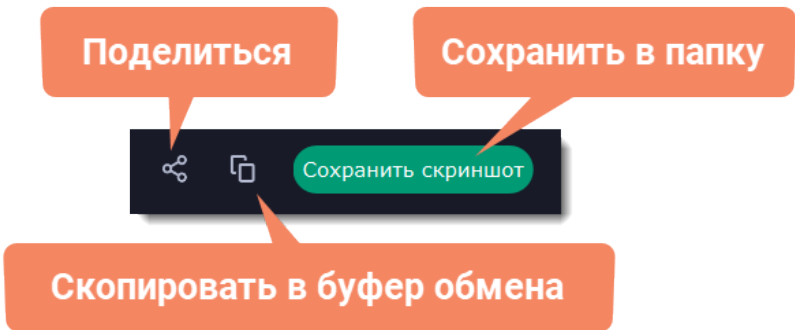 Поделиться
Сохранить в папку
Сохранить скриншот
Скопировать в буфер обмена